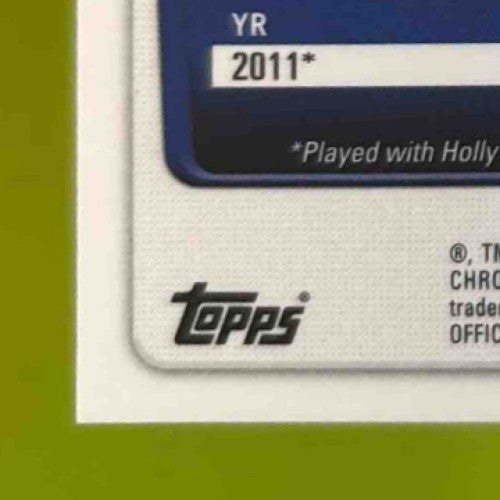 YR
2011*
*Played with Holly
®, TM
CHRO
trader
OFFIC
Topps®